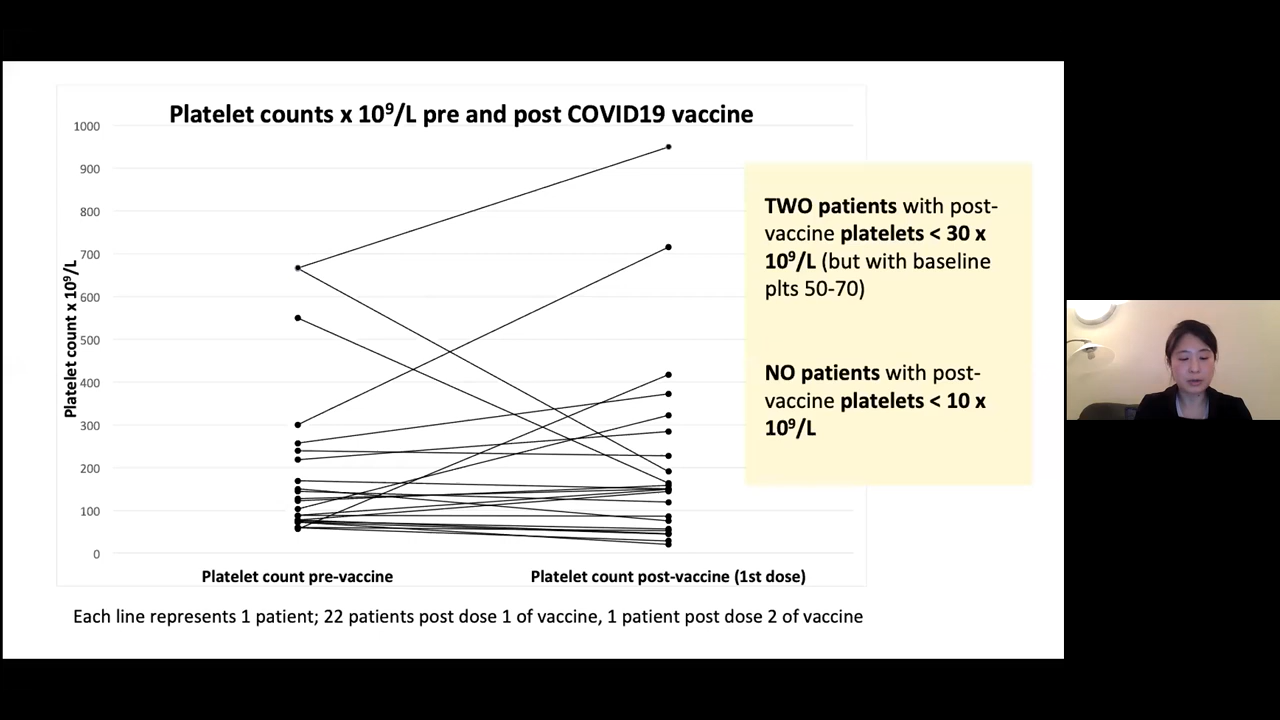 Platelet counts x 10⁹/L pre and post COVID19 vaccine
1000
900
800
700
600
500
400
300
200
100
0
Platelet count x 10⁹/L
Platelet count pre-vaccine
Platelet count post-vaccine (1st dose)
TWO patients with post-
vaccine platelets < 30 x
10⁹/L (but with baseline
plts 50-70)
NO patients with post-
vaccine platelets < 10 x
10⁹/L
Each line represents 1 patient; 22 patients post dose 1 of vaccine, 1 patient post dose 2 of vaccine